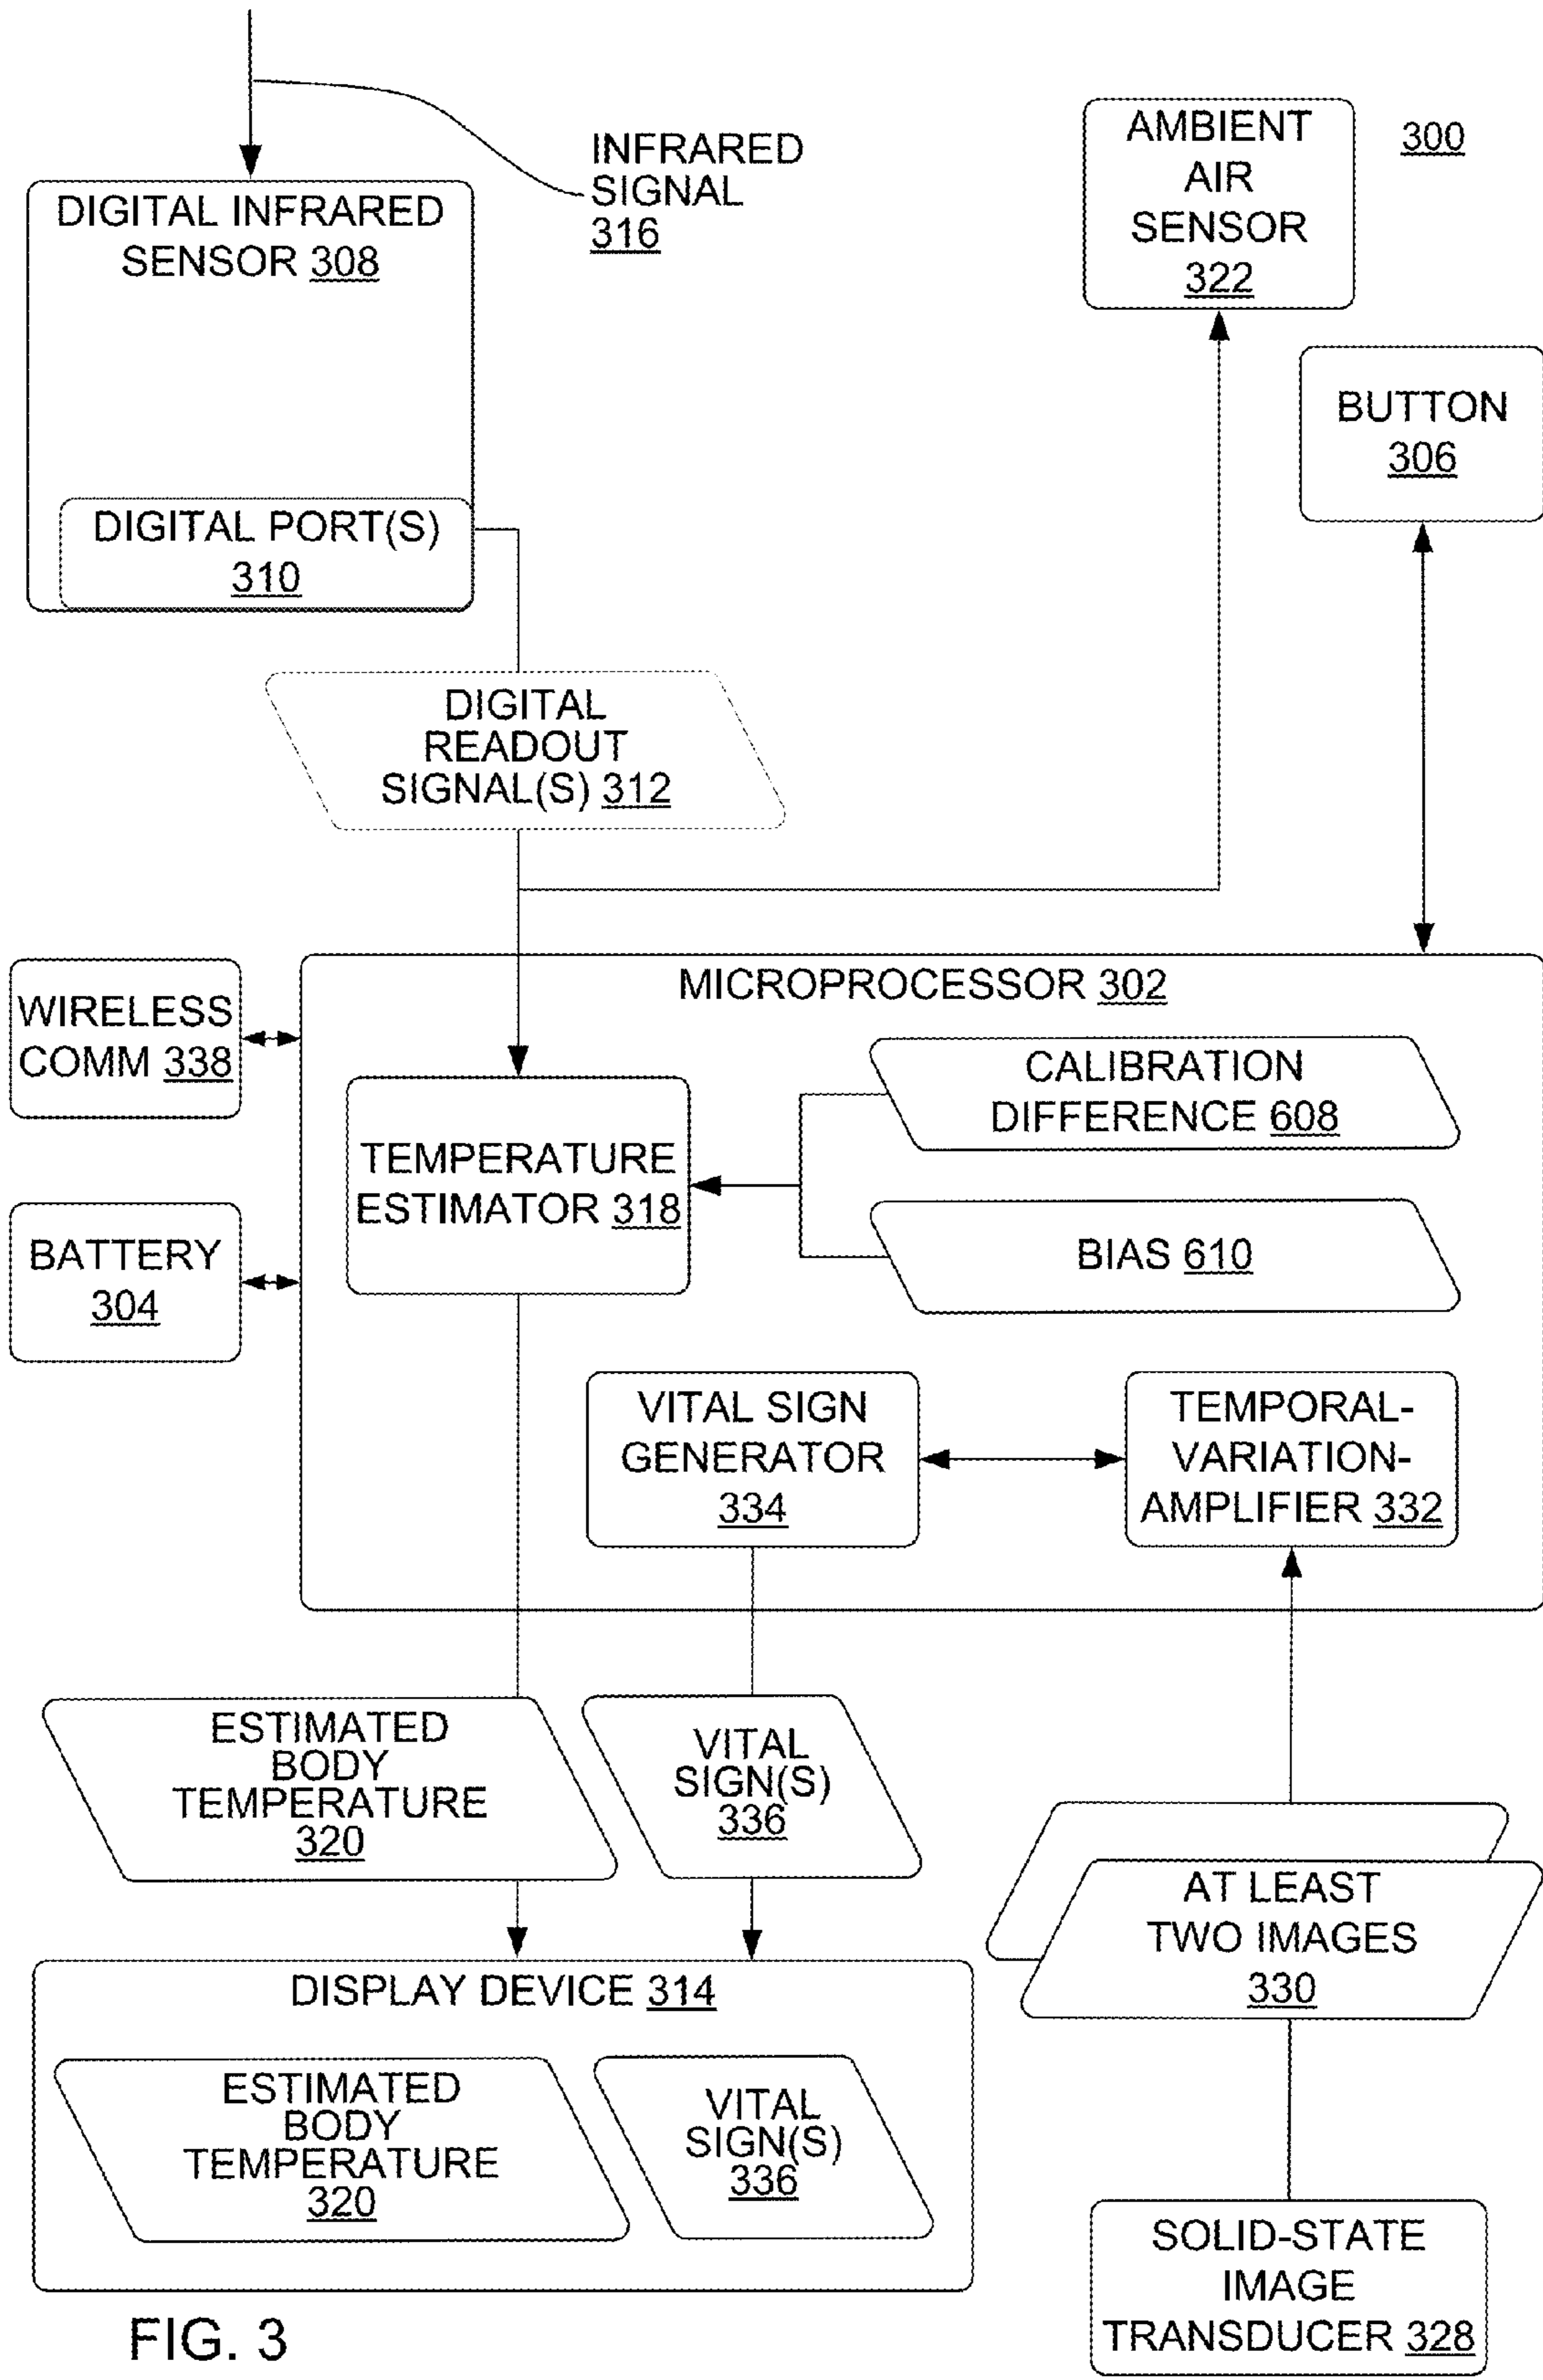 INFRARED
SIGNAL
316
AMBIENT
AIR
SENSOR
322
300
DIGITAL INFRARED
SENSOR 308
BUTTON
306
DIGITAL PORT(S)
310
DIGITAL
READOUT
SIGNAL(S) 312
MICROPROCESSOR 302
WIRELESS
COMM 338
CALIBRATION
DIFFERENCE 608
TEMPERATURE
ESTIMATOR 318
BATTERY
304
BIAS 610
VITAL SIGN
GENERATOR
334
TEMPORAL-
VARIATION-
AMPLIFIER 332
ESTIMATED
BODY
TEMPERATURE
320
VITAL
SIGN(S)
336
AT LEAST
TWO IMAGES
330
DISPLAY DEVICE 314
ESTIMATED
BODY
TEMPERATURE
320
VITAL
SIGN(S)
336
SOLID-STATE
IMAGE
TRANSDUCER 328
FIG. 3